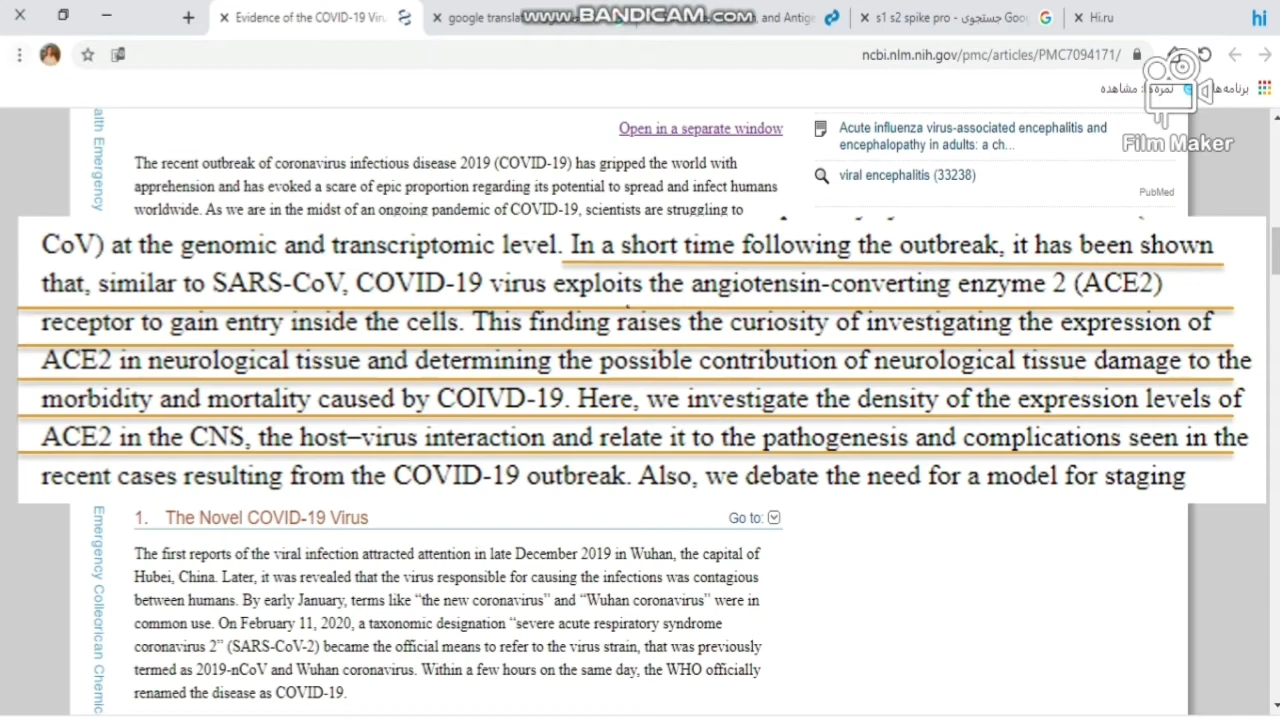 Evidence of the COVID-19 Viru
google transla
www.BANDICAM.com
, and Antige
s1 s2 spike pro - جستجوی Goo
Hi.ru
hi
ncbi.nlm.nih.gov/pmc/articles/PMC7094171/
برنامه‌ها
مشاهده
Film Maker
alth Emergency
Open in a separate window
The recent outbreak of coronavirus infectious disease 2019 (COVID-19) has gripped the world with
apprehension and has evoked a scare of epic proportion regarding its potential to spread and infect humans
worldwide. As we are in the midst of an ongoing pandemic of COVID-19, scientists are struggling to
Acute influenza virus-associated encephalitis and
encephalopathy in adults: a ch...
viral encephalitis (33238)
PubMed
CoV) at the genomic and transcriptomic level. In a short time following the outbreak, it has been shown
that, similar to SARS-CoV, COVID-19 virus exploits the angiotensin-converting enzyme 2 (ACE2)
receptor to gain entry inside the cells. This finding raises the curiosity of investigating the expression of
ACE2 in neurological tissue and determining the possible contribution of neurological tissue damage to the
morbidity and mortality caused by COIVD-19. Here, we investigate the density of the expression levels of
ACE2 in the CNS, the host–virus interaction and relate it to the pathogenesis and complications seen in the
recent cases resulting from the COVID-19 outbreak. Also, we debate the need for a model for staging
Emergency Collection
rican Chemic
1. The Novel COVID-19 Virus
Go to:
The first reports of the viral infection attracted attention in late December 2019 in Wuhan, the capital of
Hubei, China. Later, it was revealed that the virus responsible for causing the infections was contagious
between humans. By early January, terms like “the new coronavirus” and “Wuhan coronavirus” were in
common use. On February 11, 2020, a taxonomic designation “severe acute respiratory syndrome
coronavirus 2” (SARS-CoV-2) became the official means to refer to the virus strain, that was previously
termed as 2019-nCoV and Wuhan coronavirus. Within a few hours on the same day, the WHO officially
renamed the disease as COVID-19.